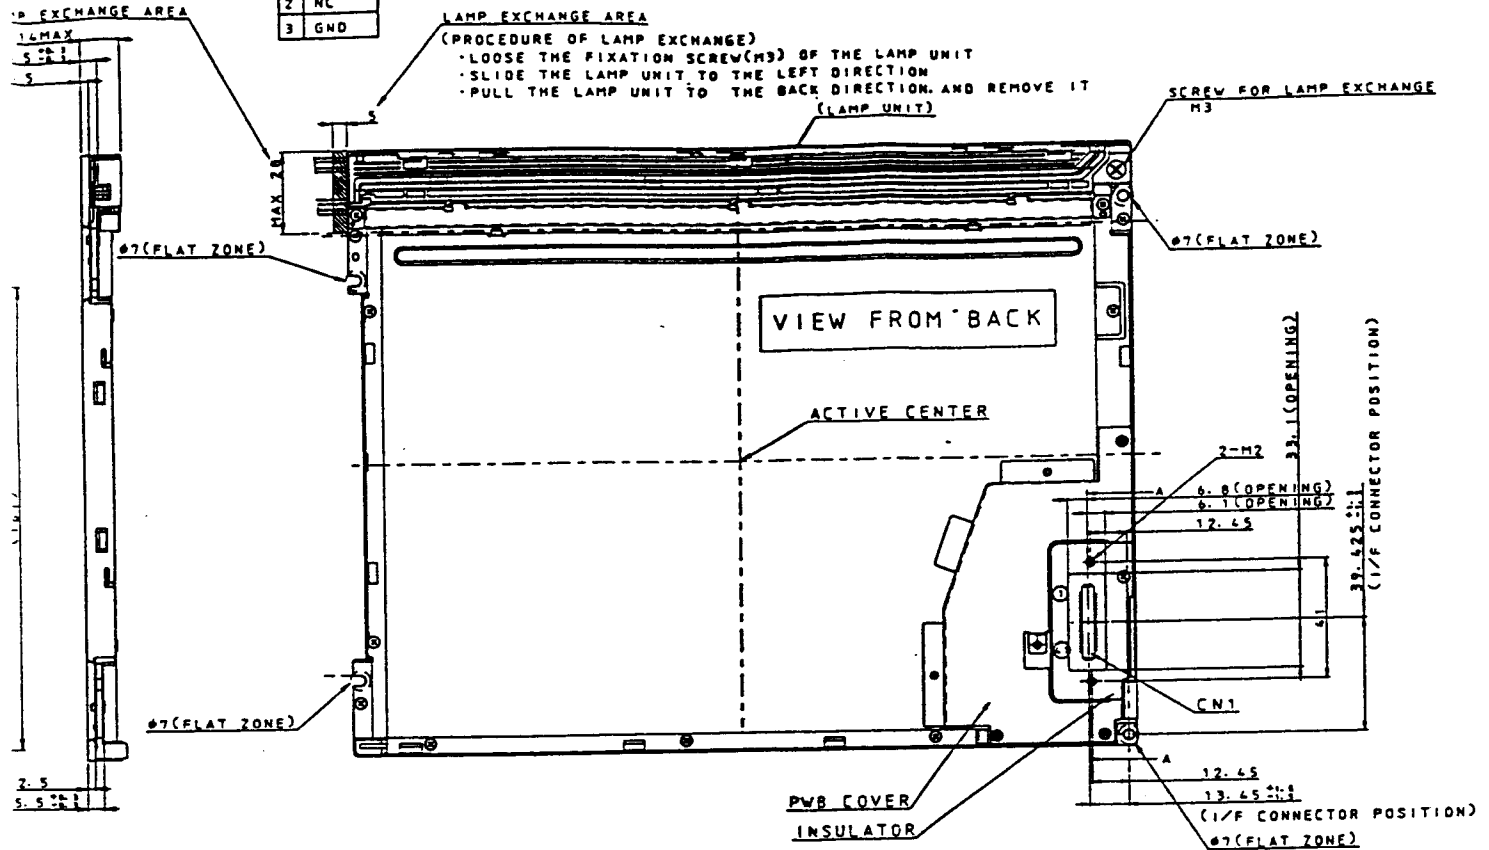 2 NC
3 GND
EXCHANGE AREA
14MAX
5
5
LAMP EXCHANGE AREA
(PROCEDURE OF LAMP EXCHANGE)
·LOOSE THE FIXATION SCREW(M3) OF THE LAMP UNIT
·SLIDE THE LAMP UNIT TO THE LEFT DIRECTION
·PULL THE LAMP UNIT TO THE BACK DIRECTION. AND REMOVE IT
(LAMP UNIT)
SCREW FOR LAMP EXCHANGE
M3
5
MAX 28
φ7(FLAT ZONE)
φ7(FLAT ZONE)
VIEW FROM BACK
ACTIVE CENTER
2-M2
33.1(OPENING)
A
6.8(OPENING)
6.1(OPENING)
12.45
39.425
(I/F CONNECTOR POSITION)
1
41
CN1
φ7(FLAT ZONE)
A
2.5
5.5
12.45
13.45
(I/F CONNECTOR POSITION)
φ7(FLAT ZONE)
PWB COVER
INSULATOR